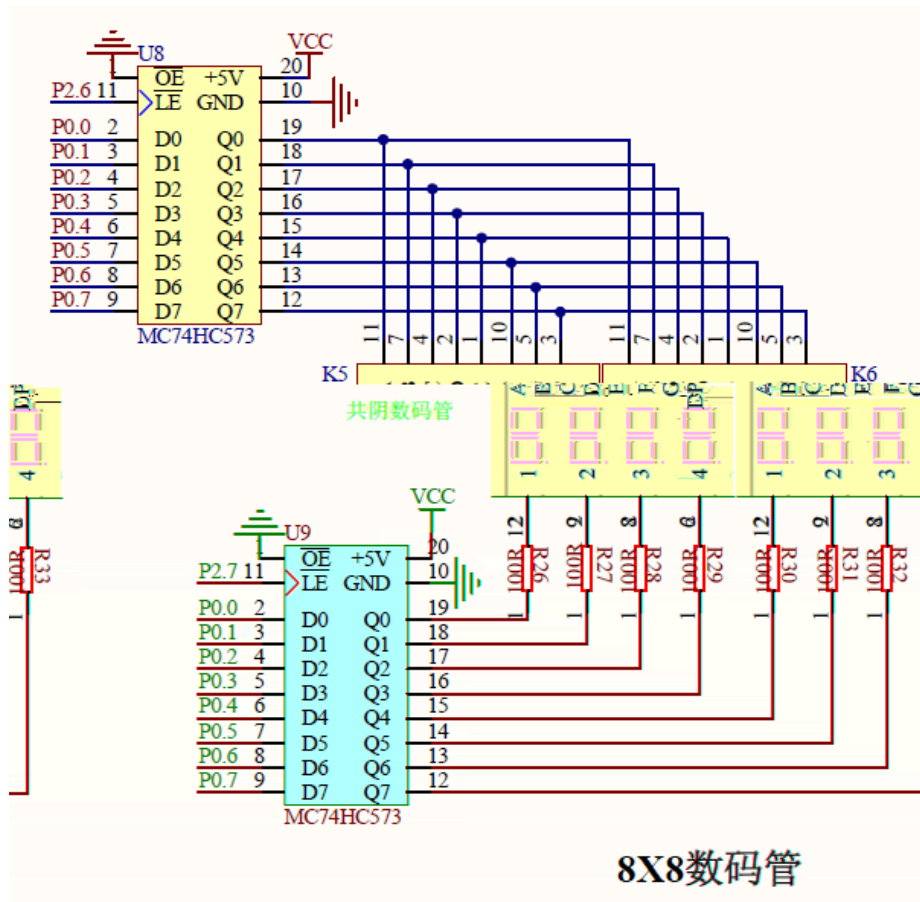 U8
VCC
1 OE +5V 20
P2.6 11 LE GND 10
P0.0 2 D0 Q0 19
P0.1 3 D1 Q1 18
P0.2 4 D2 Q2 17
P0.3 5 D3 Q3 16
P0.4 6 D4 Q4 15
P0.5 7 D5 Q5 14
P0.6 8 D6 Q6 13
P0.7 9 D7 Q7 12
MC74HC573
11 7 4 2 1 10 5 3 11 7 4 2 1 10 5 3
K5 K6
共阴数码管
DP A B C D E F G DP A B C D E F
4 1 2 3 4 1 2 3
VCC
12 9 8 6 12 9 8
R33 100R R26 R27 R28 R29 R30 R31 R32
1 1 1 1 1 1 1 1
U9
1 OE +5V 20
P2.7 11 LE GND 10
P0.0 2 D0 Q0 19
P0.1 3 D1 Q1 18
P0.2 4 D2 Q2 17
P0.3 5 D3 Q3 16
P0.4 6 D4 Q4 15
P0.5 7 D5 Q5 14
P0.6 8 D6 Q6 13
P0.7 9 D7 Q7 12
MC74HC573
8X8数码管